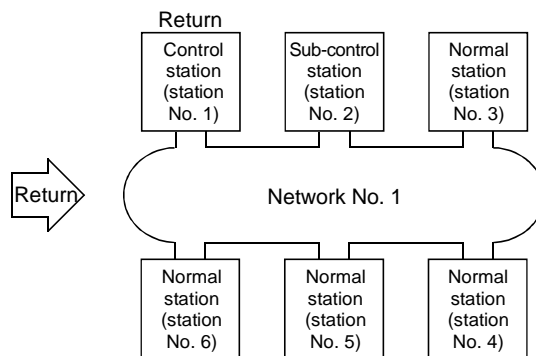 Return
Control
station
(station
No. 1)
Sub-control
station
(station
No. 2)
Normal
station
(station
No. 3)
Return
Network No. 1
Normal
station
(station
No. 6)
Normal
station
(station
No. 5)
Normal
station
(station
No. 4)